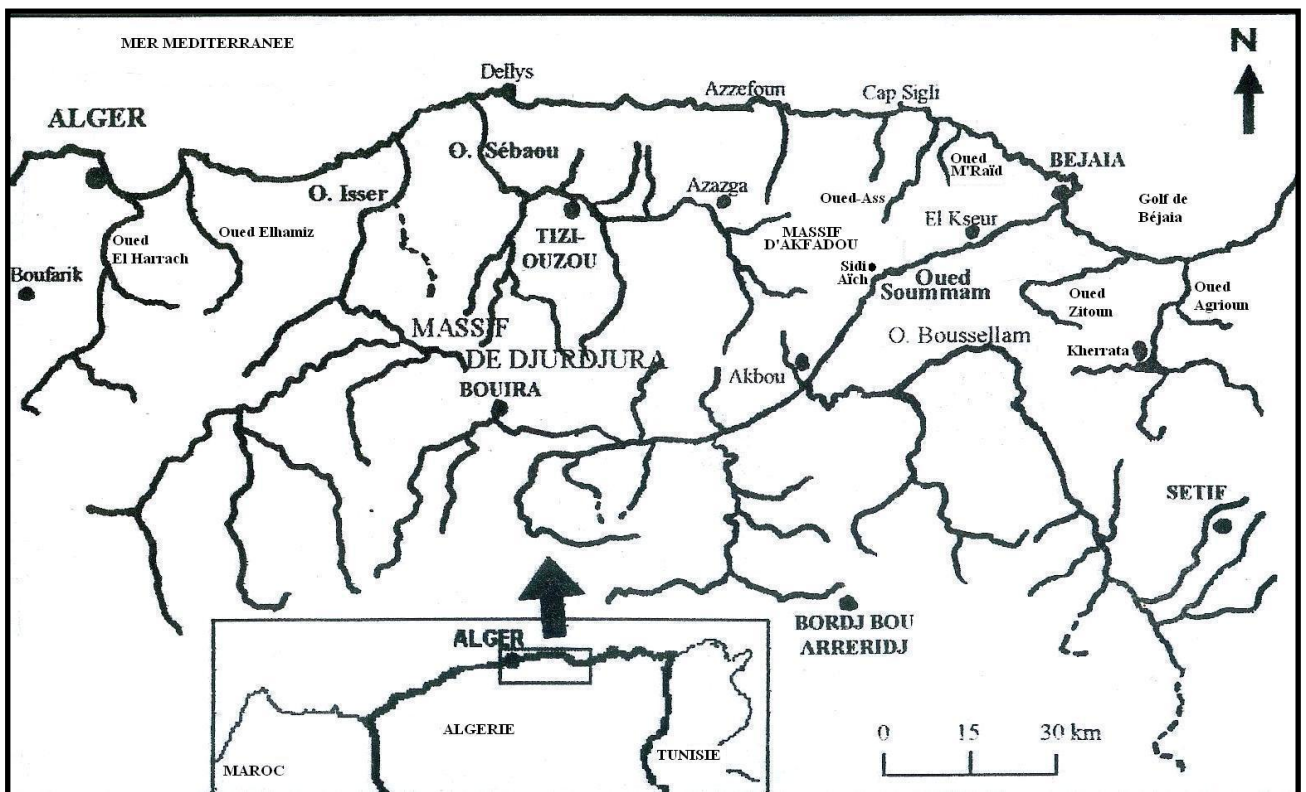 MER MEDITERRANEE
N
Dellys
Azzefoun
Cap Sigli
ALGER
O. Sébaou
Oued
M'Raïd
BEJAIA
O. Isser
Azazga
Oued-Ass
Golf de
Béjaia
Oued
El Harrach
Oued Elhamiz
TIZI-
OUZOU
MASSIF
D'AKFADOU
El Kseur
Boufarik
Sidi
Aïch
Oued
Soummam
Oued
Zitoun
Oued
Agrioun
MASSIF
DE DJURDJURA
O. Boussellam
Kherrata
BOUIRA
Akbou
SETIF
BORDJ BOU
ARRERIDJ
ALGER
ALGERIE
TUNISIE
MAROC
0 15 30 km